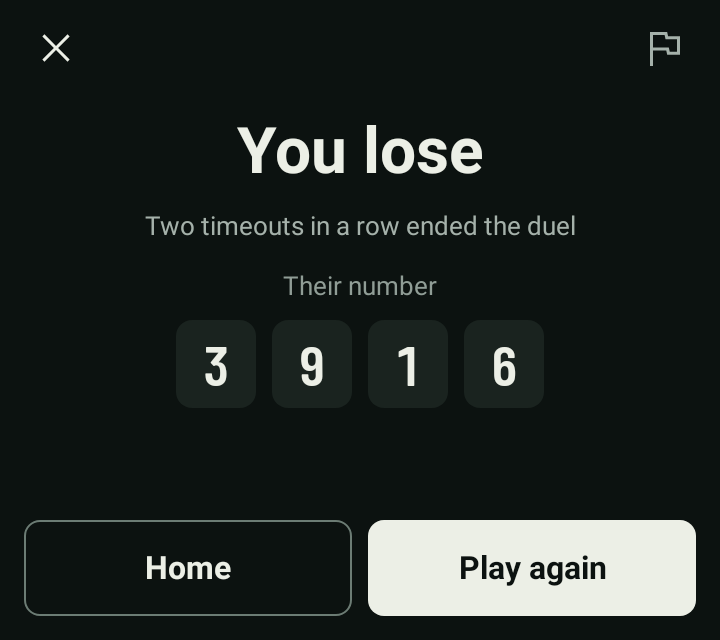 You lose
Two timeouts in a row ended the duel
Their number
3 9 1 6
Home Play again